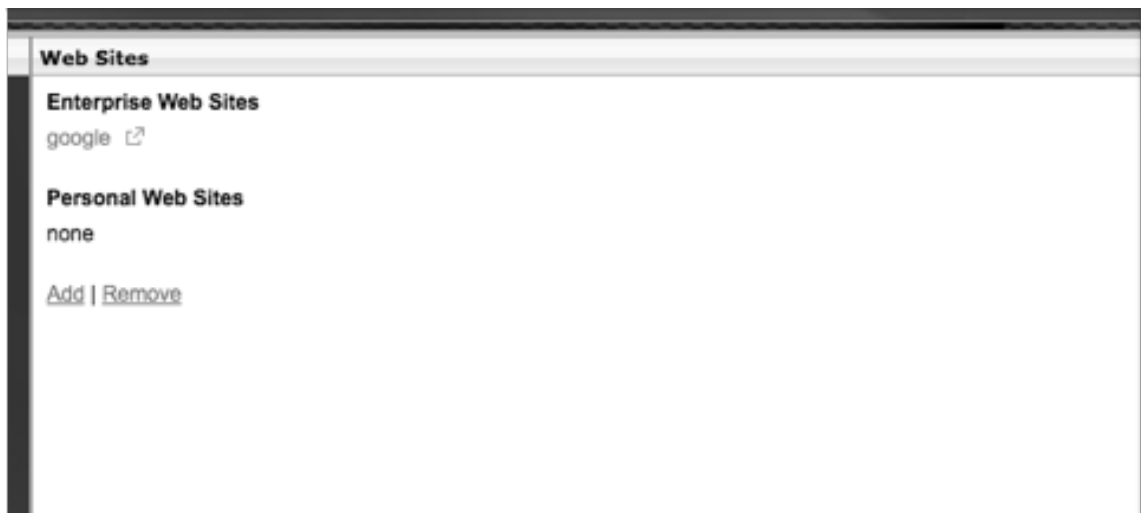 Web Sites
Enterprise Web Sites
google
Personal Web Sites
none
Add | Remove